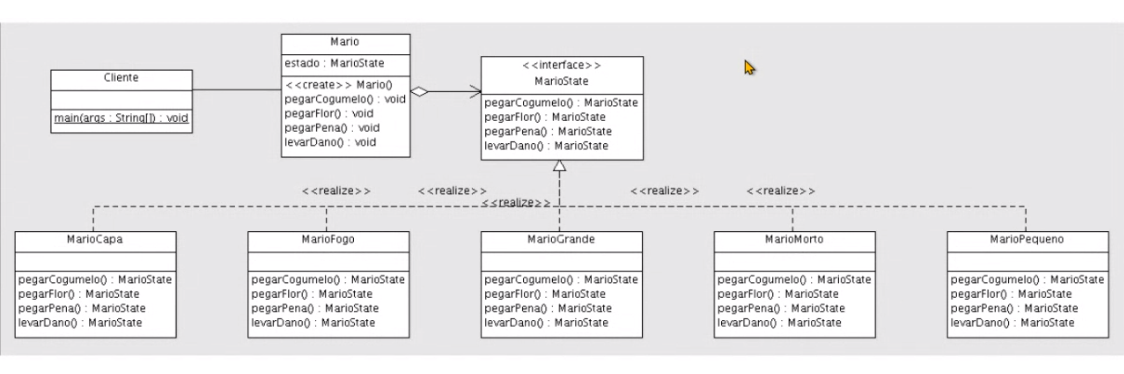 Cliente
main(args : String[]) : void
Mario
estado : MarioState
<<create>> Mario()
pegarCogumelo() : void
pegarFlor() : void
pegarPena() : void
levarDano() : void
<<interface>>
MarioState
pegarCogumelo() : MarioState
pegarFlor() : MarioState
pegarPena() : MarioState
levarDano() : MarioState
<<realize>>
<<realize>>
<<realize>>
<<realize>>
<<realize>>
MarioCapa
pegarCogumelo() : MarioState
pegarFlor() : MarioState
pegarPena() : MarioState
levarDano() : MarioState
MarioFogo
pegarCogumelo() : MarioState
pegarFlor() : MarioState
pegarPena() : MarioState
levarDano() : MarioState
MarioGrande
pegarCogumelo() : MarioState
pegarFlor() : MarioState
pegarPena() : MarioState
levarDano() : MarioState
MarioMorto
pegarCogumelo() : MarioState
pegarFlor() : MarioState
pegarPena() : MarioState
levarDano() : MarioState
MarioPequeno
pegarCogumelo() : MarioState
pegarFlor() : MarioState
pegarPena() : MarioState
levarDano() : MarioState